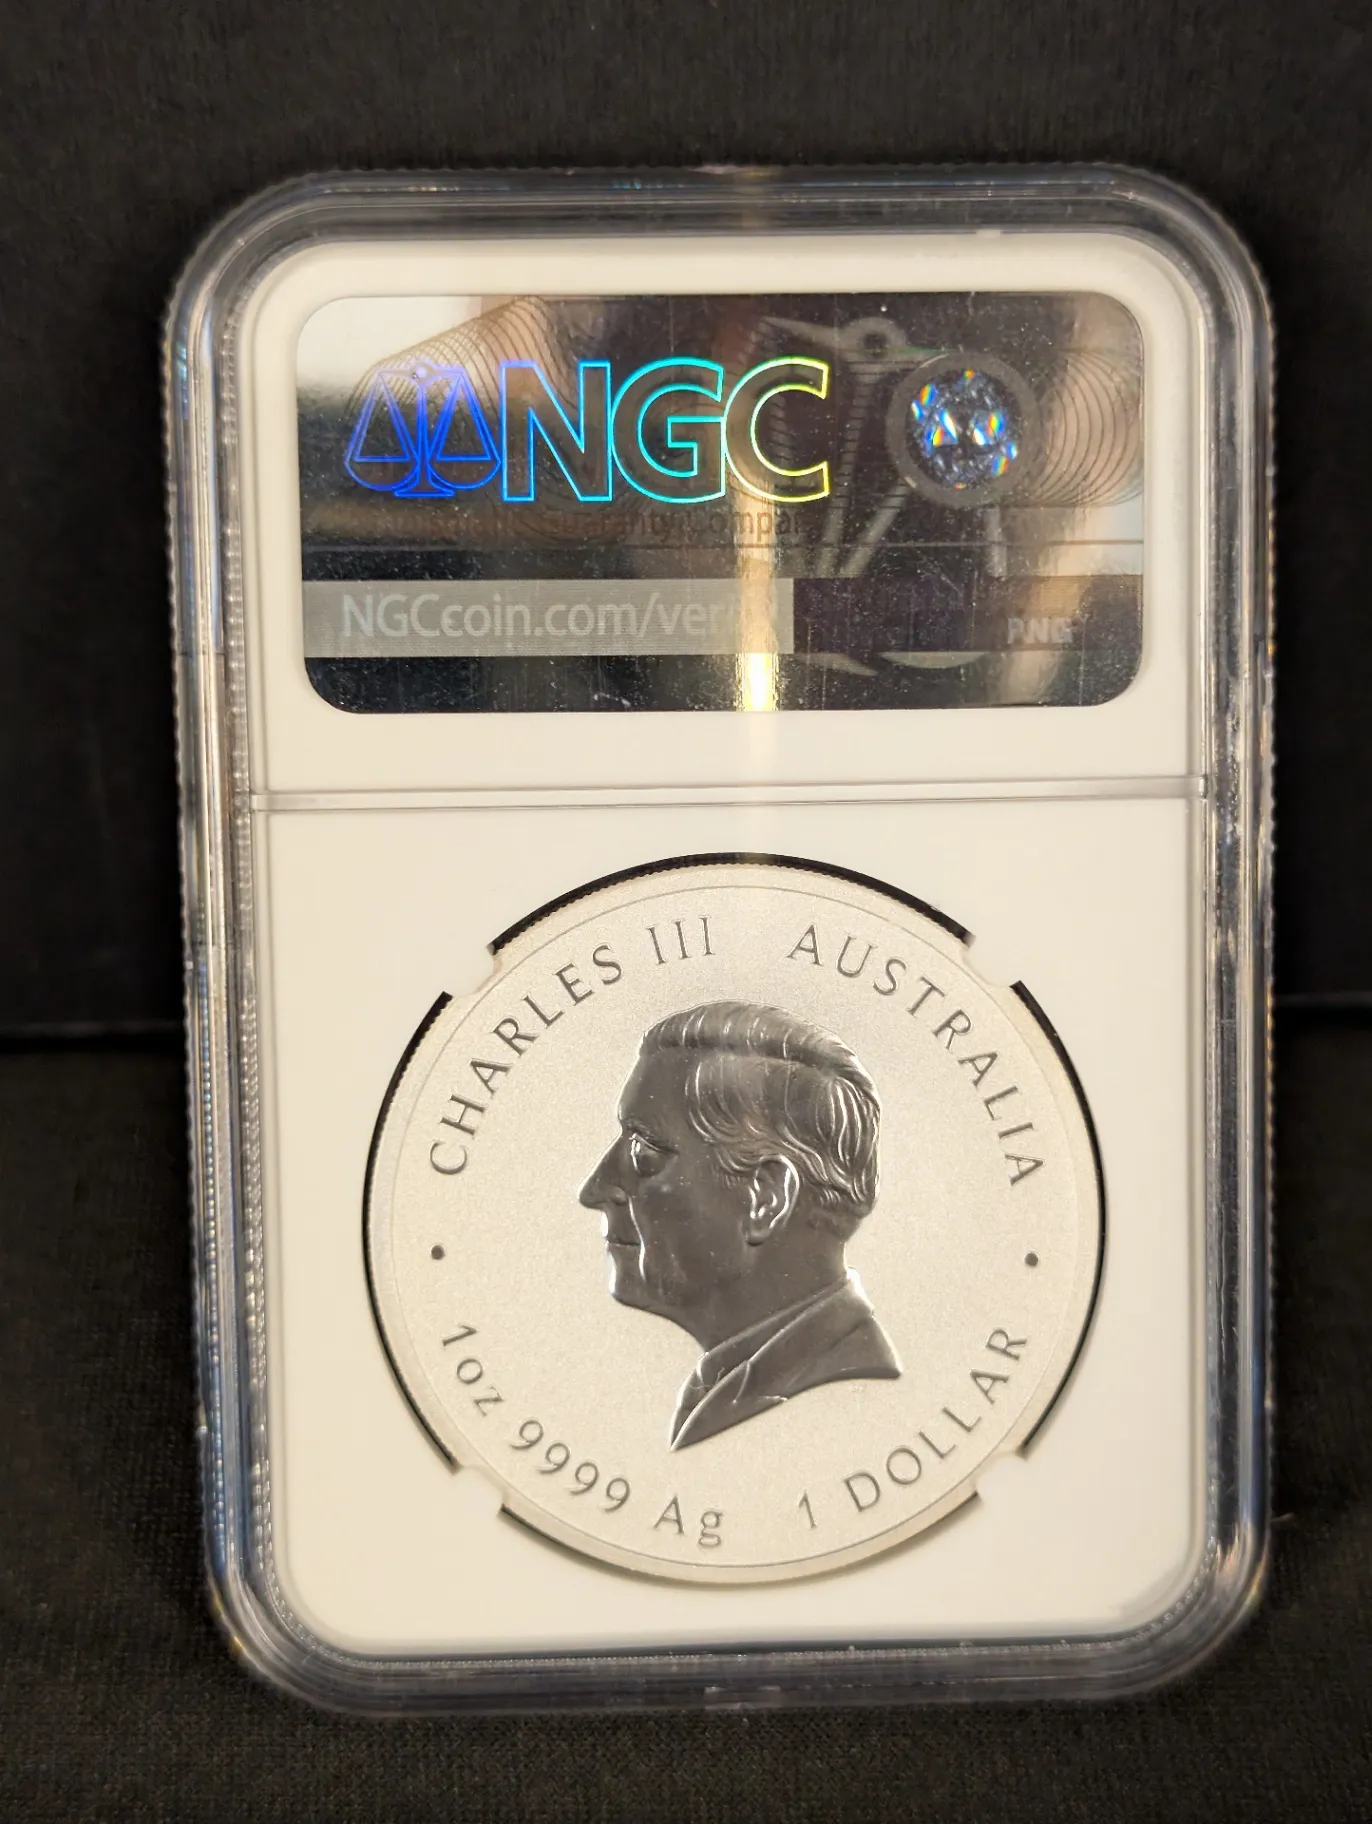 NGC
NGCcoin.com/ver
PNG
CHARLES III AUSTRALIA
1oz 9999 Ag 1 DOLLAR